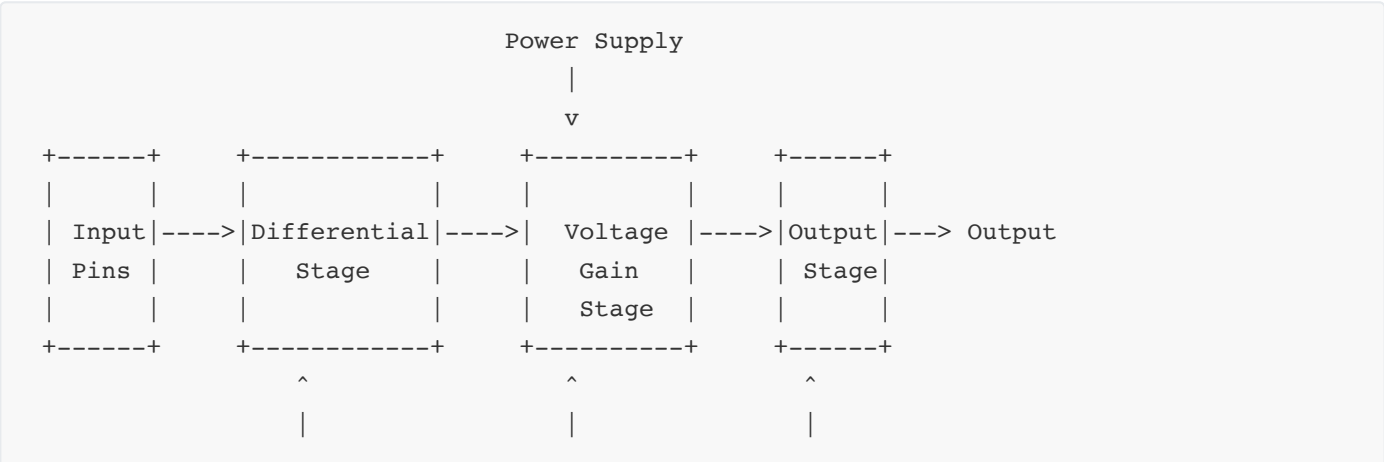 Power Supply
|
v
+------+     +------------+     +----------+     +------+
|      |     |            |     |          |     |      |
| Input|---->|Differential|---->|  Voltage |---->|Output|---> Output
| Pins |     |   Stage    |     |   Gain   |     | Stage|
|      |     |            |     |   Stage  |     |      |
+------+     +------------+     +----------+     +------+
^                 ^               ^
|                 |               |